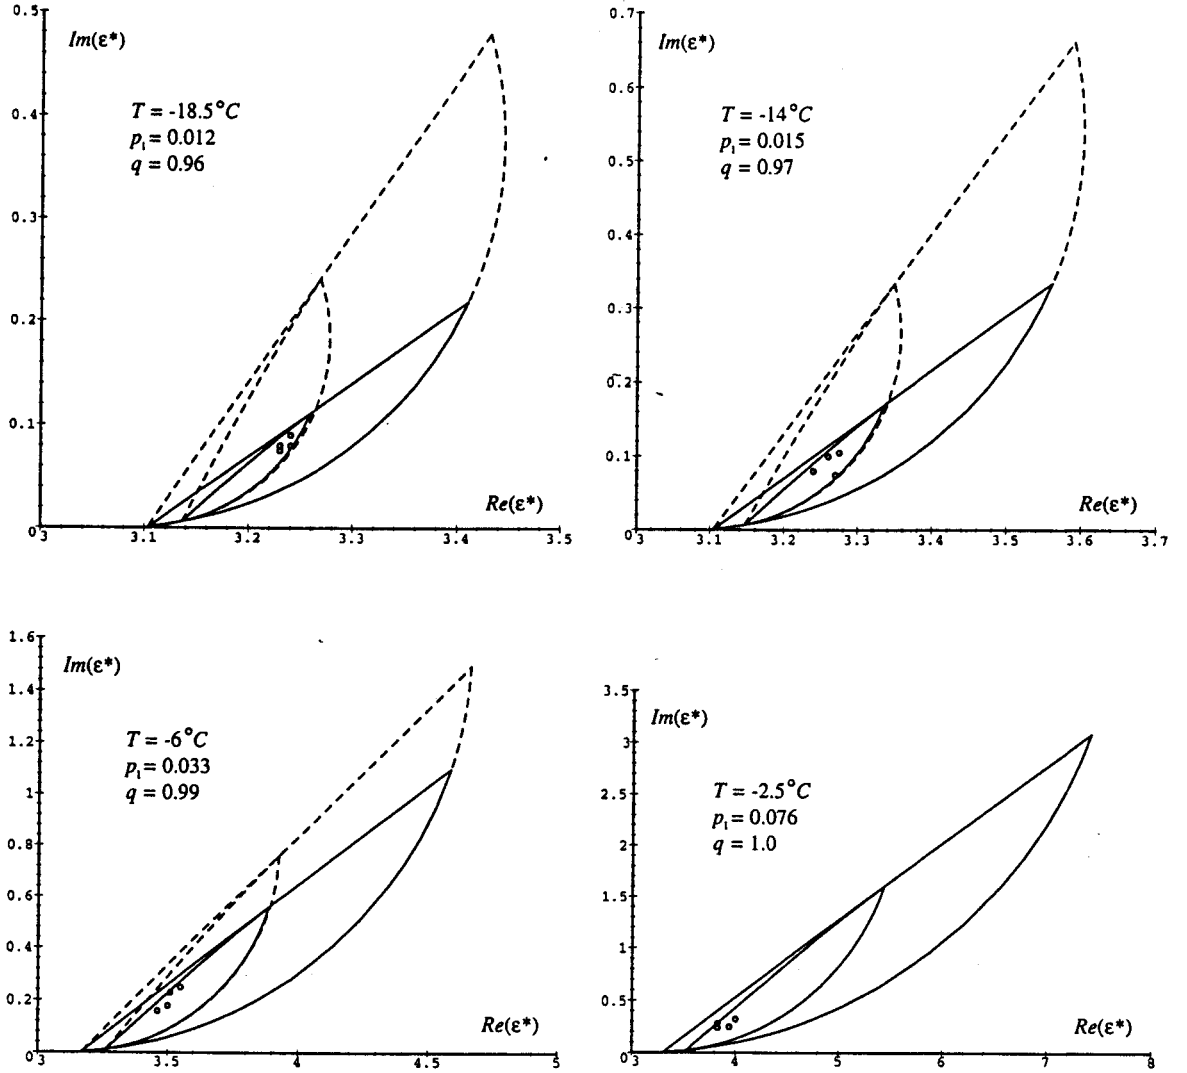 0.5
Im(ε*)
T = -18.5°C
p₁= 0.012
q = 0.96
0.4
0.3
0.2
0.1
0
Re(ε*)
3 3.1 3.2 3.3 3.4 3.5
0.7
Im(ε*)
0.6
T = -14°C
p₁= 0.015
q = 0.97
0.5
0.4
0.3
0.2
0.1
0
Re(ε*)
3 3.1 3.2 3.3 3.4 3.5 3.6 3.7
1.6
Im(ε*)
1.4
T = -6°C
p₁= 0.033
q = 0.99
1.2
1
0.8
0.6
0.4
0.2
0
Re(ε*)
3 3.5 4 4.5 5
3.5
Im(ε*)
3
T = -2.5°C
p₁= 0.076
q = 1.0
2.5
2
1.5
1
0.5
0
Re(ε*)
3 4 5 6 7 8